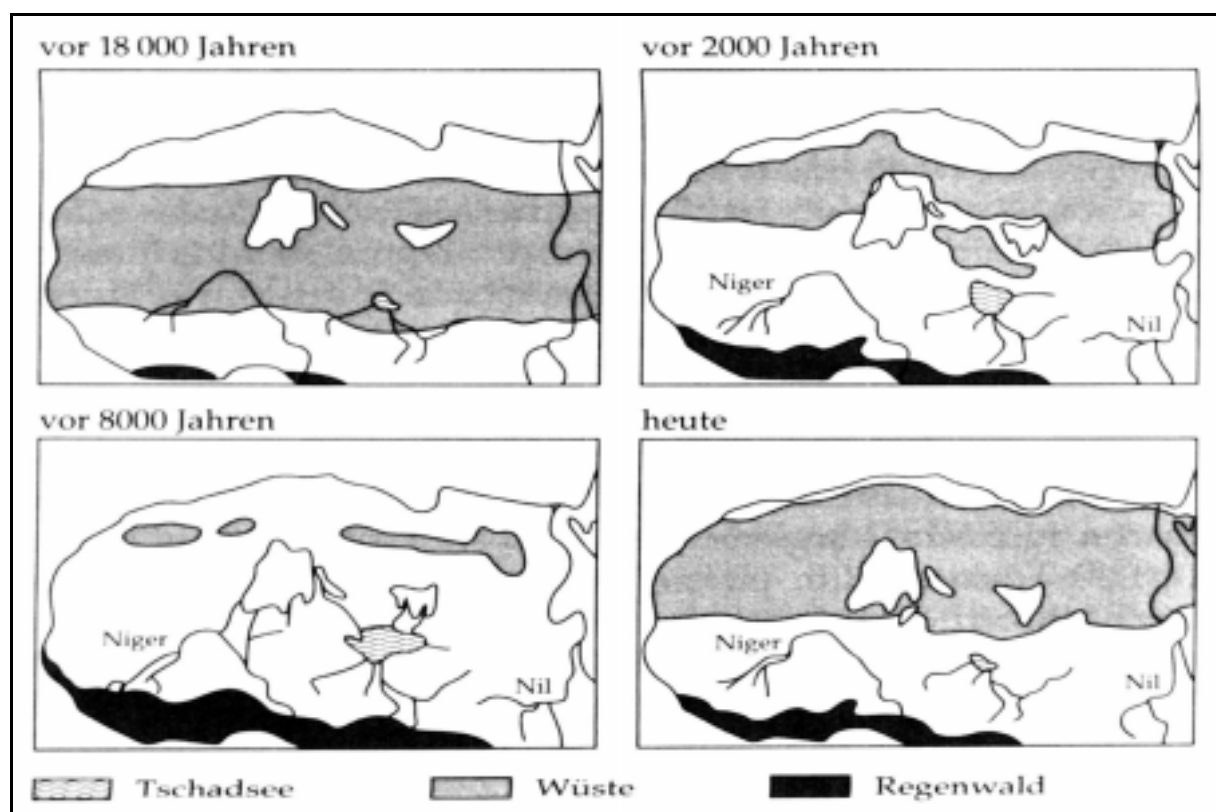 vor 18 000 Jahren
vor 2000 Jahren
Niger
Nil
vor 8000 Jahren
heute
Niger
Nil
Niger
Nil
Tschadsee
Wüste
Regenwald